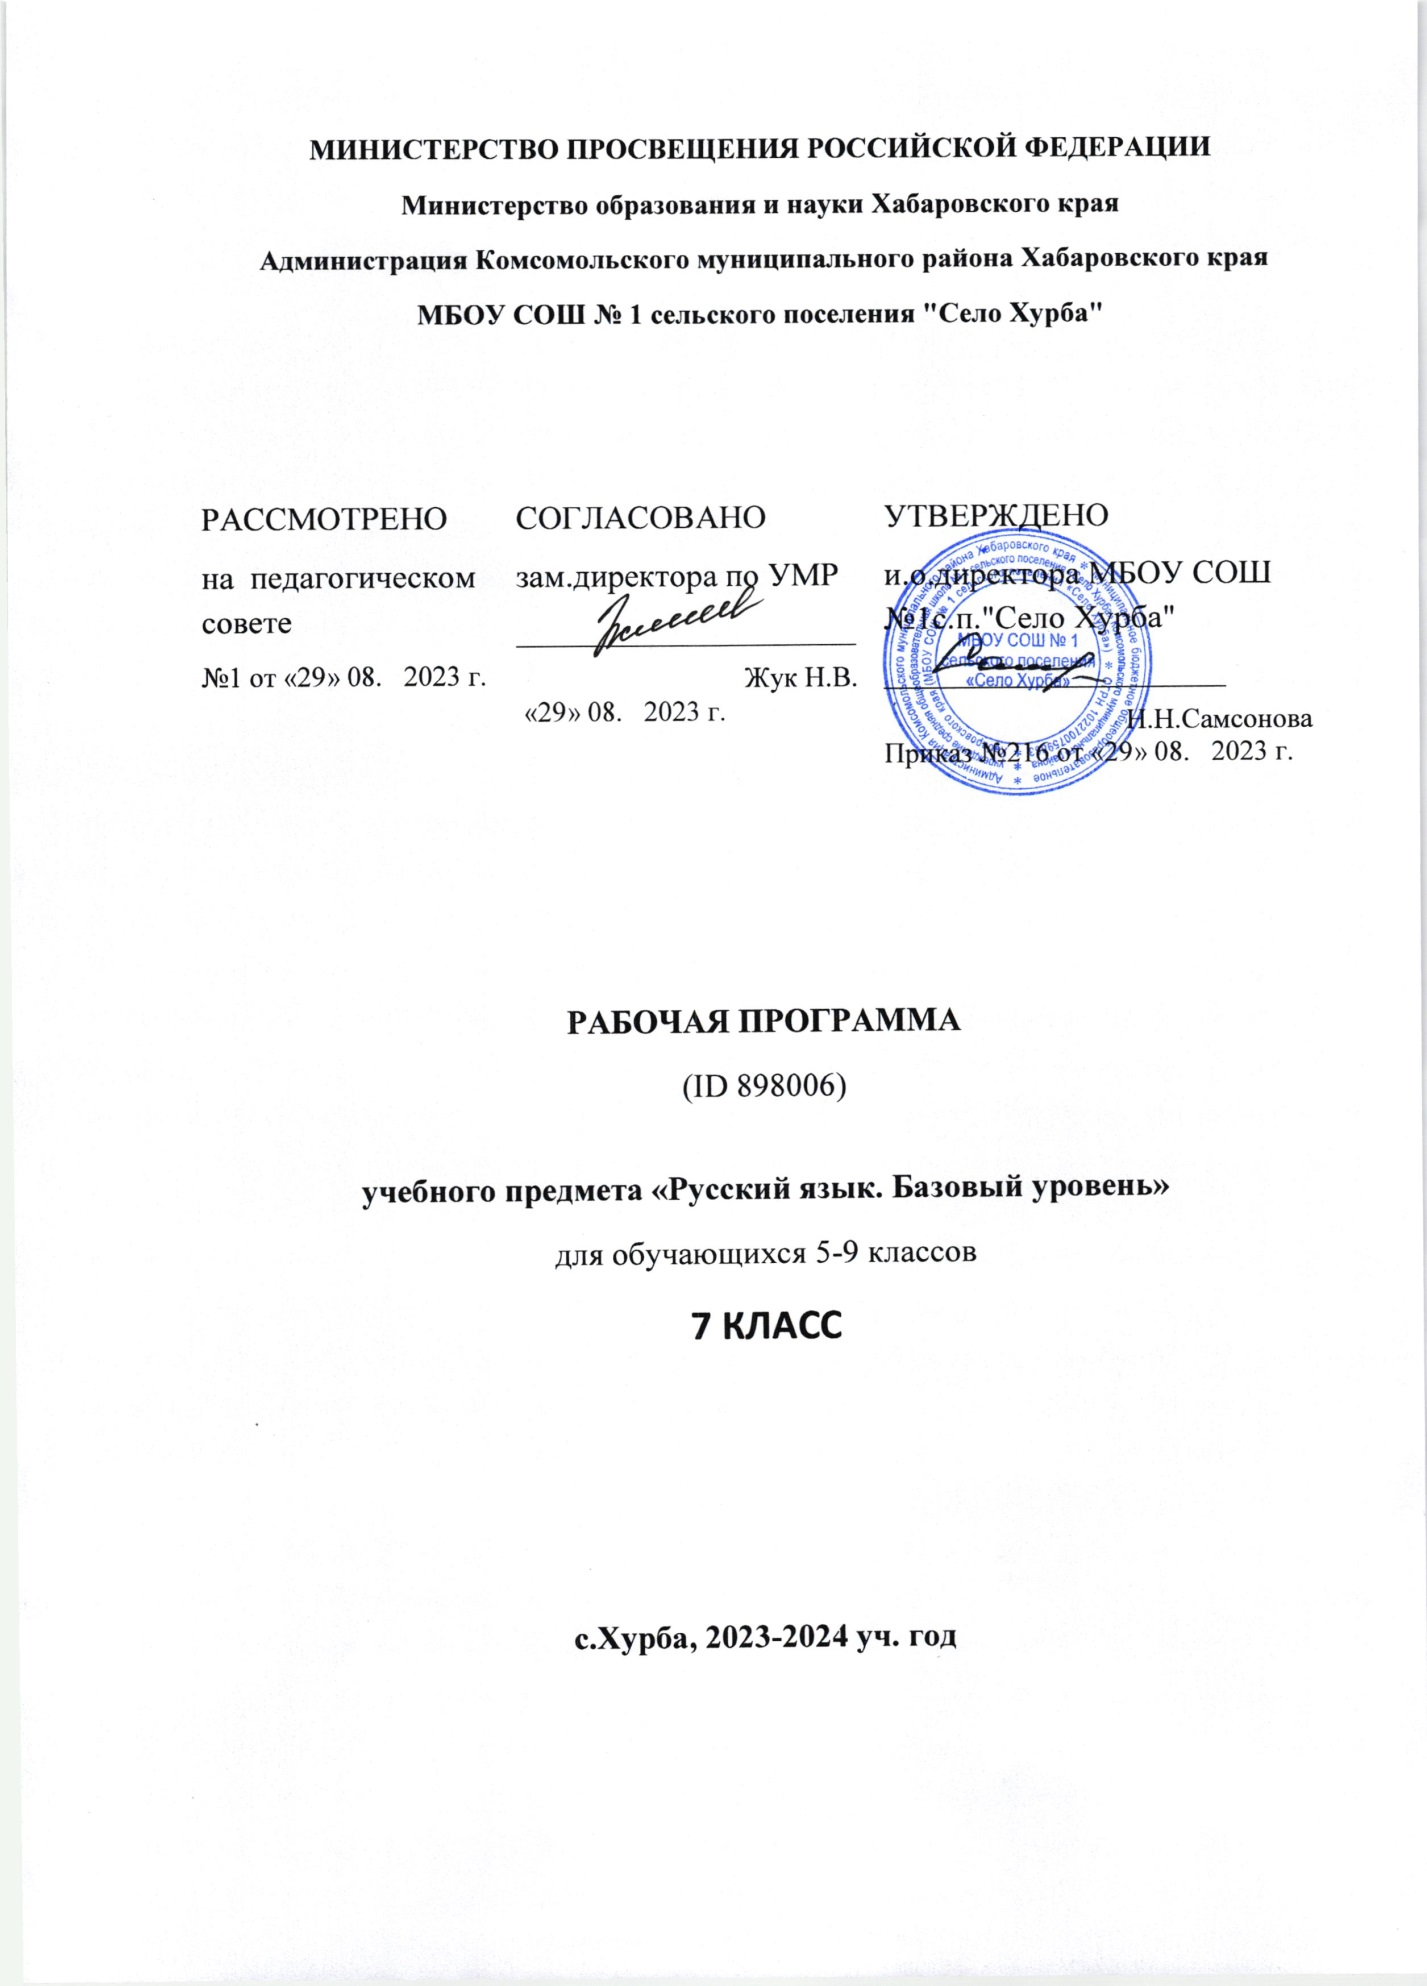 МИНИСТЕРСТВО ПРОСВЕЩЕНИЯ РОССИЙСКОЙ ФЕДЕРАЦИИ
Министерство образования и науки Хабаровского края
Администрация Комсомольского муниципального района Хабаровского края
МБОУ СОШ № 1 сельского поселения "Село Хурба"
РАССМОТРЕНО
на педагогическом
совете
№1 от «29» 08. 2023 г.
СОГЛАСОВАНО
зам.директора по УМР
Жук Н.В.
«29» 08. 2023 г.
УТВЕРЖДЕНО
и.о.директора МБОУ СОШ
№1с.п."Село Хурба"
Н.Н.Самсонова
Приказ №216 от «29» 08. 2023 г.
МБОУ СОШ № 1
сельского поселения
«Село Хурба»
РАБОЧАЯ ПРОГРАММА
(ID 898006)
учебного предмета «Русский язык. Базовый уровень»
для обучающихся 5-9 классов
7 КЛАСС
с.Хурба, 2023-2024 уч. год